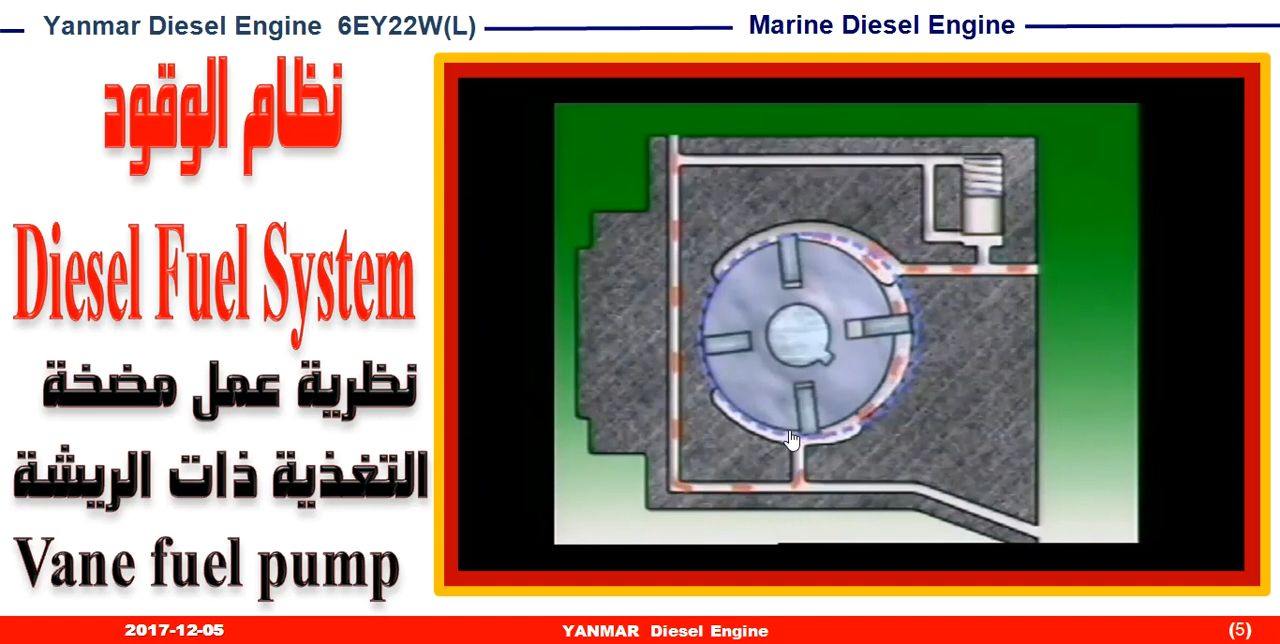 Yanmar Diesel Engine 6EY22W(L)
Marine Diesel Engine
نظام الوقود
Diesel Fuel System
نظرية عمل مضخة
التغذية ذات الريشة
Vane fuel pump
2017-12-05
YANMAR Diesel Engine
(5)